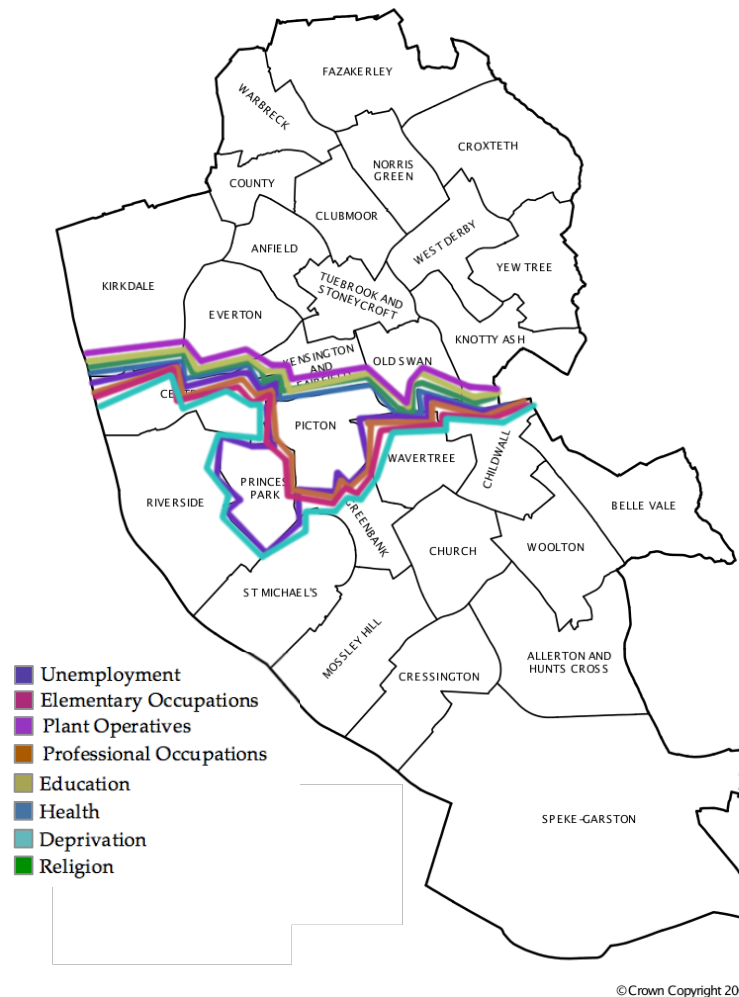 FAZAKERLEY
WARBRECK
CROXTETH
NORRIS
GREEN
COUNTY
CLUBMOOR
ANFIELD
WEST DERBY
YEW TREE
KIRKDALE
TUEBROOK AND
STONEYCROFT
EVERTON
KNOTTY ASH
KENSINGTON
AND
OLD SWAN
PICTON
WAVERTREE
CHILDWALL
PRINCES
PARK
RIVERSIDE
GREENBANK
BELLE VALE
CHURCH
WOOLTON
ST MICHAEL'S
MOSSLEY HILL
ALLERTON AND
HUNTS CROSS
CRESSINGTON
Unemployment
Elementary Occupations
Plant Operatives
Professional Occupations
Education
Health
Deprivation
Religion
SPEKE-GARSTON
©Crown Copyright 20